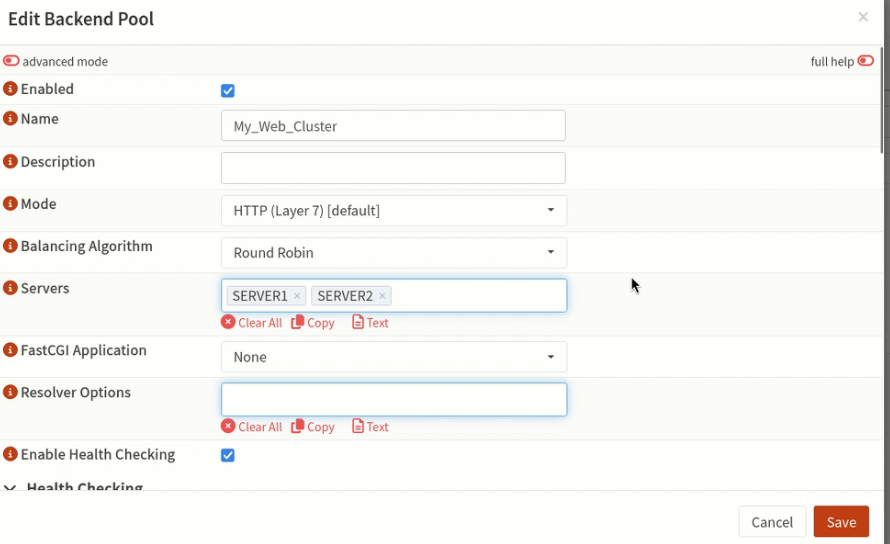 Edit Backend Pool ×
advanced mode full help
Enabled
Name My_Web_Cluster
Description
Mode HTTP (Layer 7) [default]
Balancing Algorithm Round Robin
Servers SERVER1 × SERVER2 ×
Clear All Copy Text
FastCGI Application None
Resolver Options
Clear All Copy Text
Enable Health Checking
Health Checking
Cancel Save